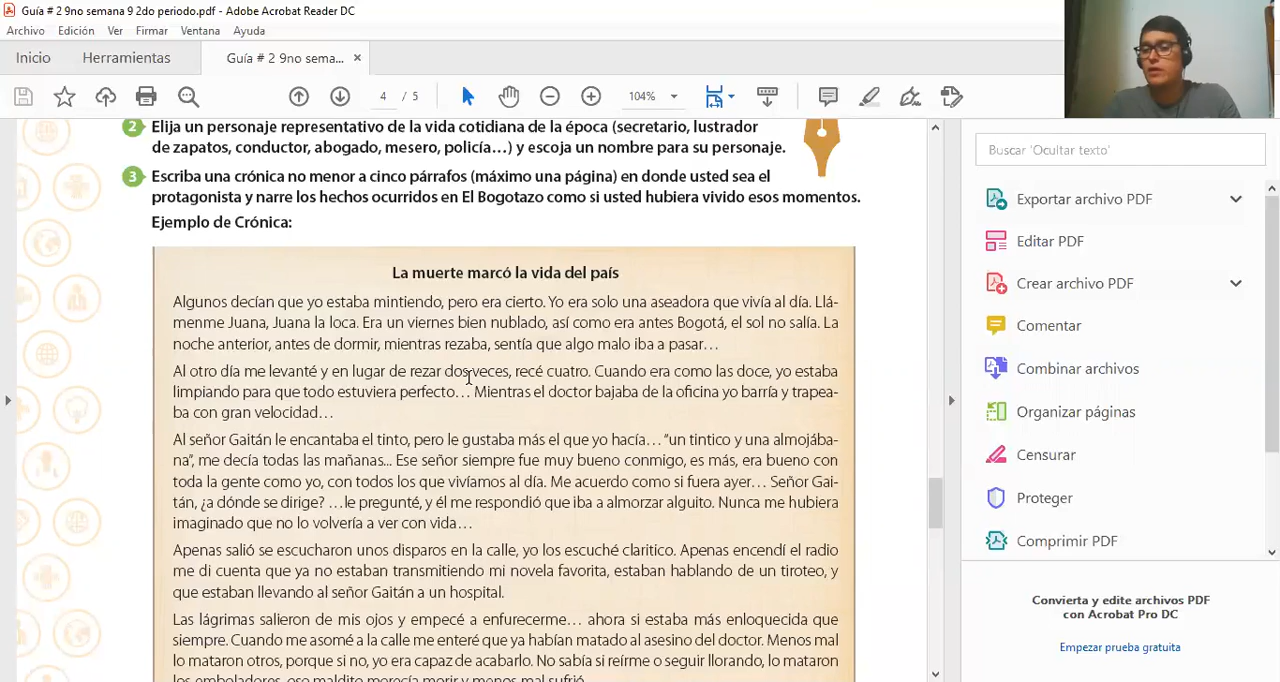 Guía # 2 9no semana 9 2do periodo.pdf - Adobe Acrobat Reader DC
Archivo Edición Ver Firmar Ventana Ayuda
Inicio Herramientas Guía # 2 9no sema... ×
4 / 5 104%
2 Elija un personaje representativo de la vida cotidiana de la época (secretario, lustrador
de zapatos, conductor, abogado, mesero, policía…) y escoja un nombre para su personaje.
3 Escriba una crónica no menor a cinco párrafos (máximo una página) en donde usted sea el
protagonista y narre los hechos ocurridos en El Bogotazo como si usted hubiera vivido esos momentos.
Ejemplo de Crónica:
La muerte marcó la vida del país
Algunos decían que yo estaba mintiendo, pero era cierto. Yo era solo una aseadora que vivía al día. Llá-
menme Juana, Juana la loca. Era un viernes bien nublado, así como era antes Bogotá, el sol no salía. La
noche anterior, antes de dormir, mientras rezaba, sentía que algo malo iba a pasar…
Al otro día me levanté y en lugar de rezar dos veces, recé cuatro. Cuando era como las doce, yo estaba
limpiando para que todo estuviera perfecto… Mientras el doctor bajaba de la oficina yo barría y trapea-
ba con gran velocidad…
Al señor Gaitán le encantaba el tinto, pero le gustaba más el que yo hacía… “un tintico y una almojába-
na”, me decía todas las mañanas... Ese señor siempre fue muy bueno conmigo, es más, era bueno con
toda la gente como yo, con todos los que vivíamos al día. Me acuerdo como si fuera ayer… Señor Gai-
tán, ¿a dónde se dirige? …le pregunté, y él me respondió que iba a almorzar alguito. Nunca me hubiera
imaginado que no lo volvería a ver con vida…
Apenas salió se escucharon unos disparos en la calle, yo los escuché claritico. Apenas encendí el radio
me di cuenta que ya no estaban transmitiendo mi novela favorita, estaban hablando de un tiroteo, y
que estaban llevando al señor Gaitán a un hospital.
Las lágrimas salieron de mis ojos y empecé a enfurecerme… ahora si estaba más enloquecida que
siempre. Cuando me asomé a la calle me enteré que ya habían matado al asesino del doctor. Menos mal
lo mataron otros, porque si no, yo era capaz de acabarlo. No sabía si reírme o seguir llorando, lo mataron
los emboladores, ese maldito merecía morir y menos mal sufrió.
Buscar 'Ocultar texto'
Exportar archivo PDF
Editar PDF
Crear archivo PDF
Comentar
Combinar archivos
Organizar páginas
Censurar
Proteger
Comprimir PDF
Convierta y edite archivos PDF
con Acrobat Pro DC
Empezar prueba gratuita